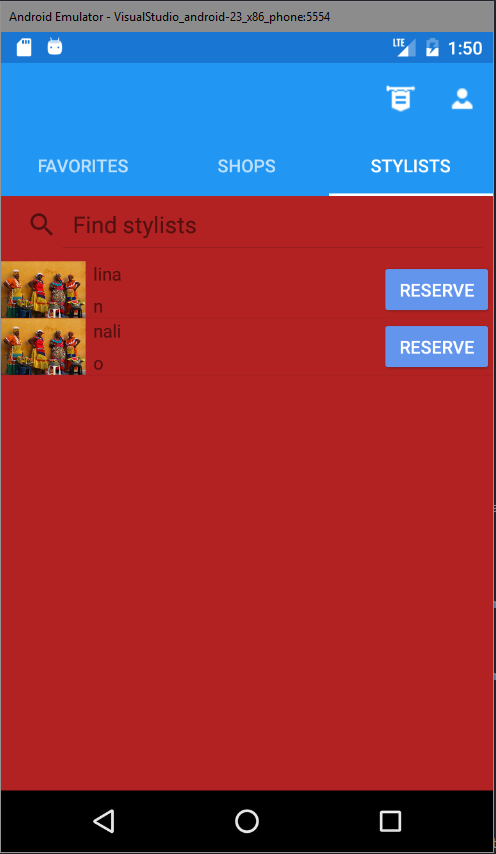 Android Emulator - VisualStudio_android-23_x86_phone:5554
LTE 1:50
FAVORITES SHOPS STYLISTS
Find stylists
lina
n
RESERVE
nali
o
RESERVE